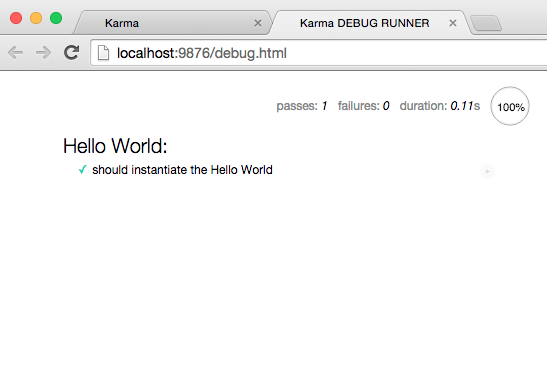 Karma
Karma DEBUG RUNNER
localhost:9876/debug.html
passes: 1 failures: 0 duration: 0.11s 100%
Hello World:
✓ should instantiate the Hello World